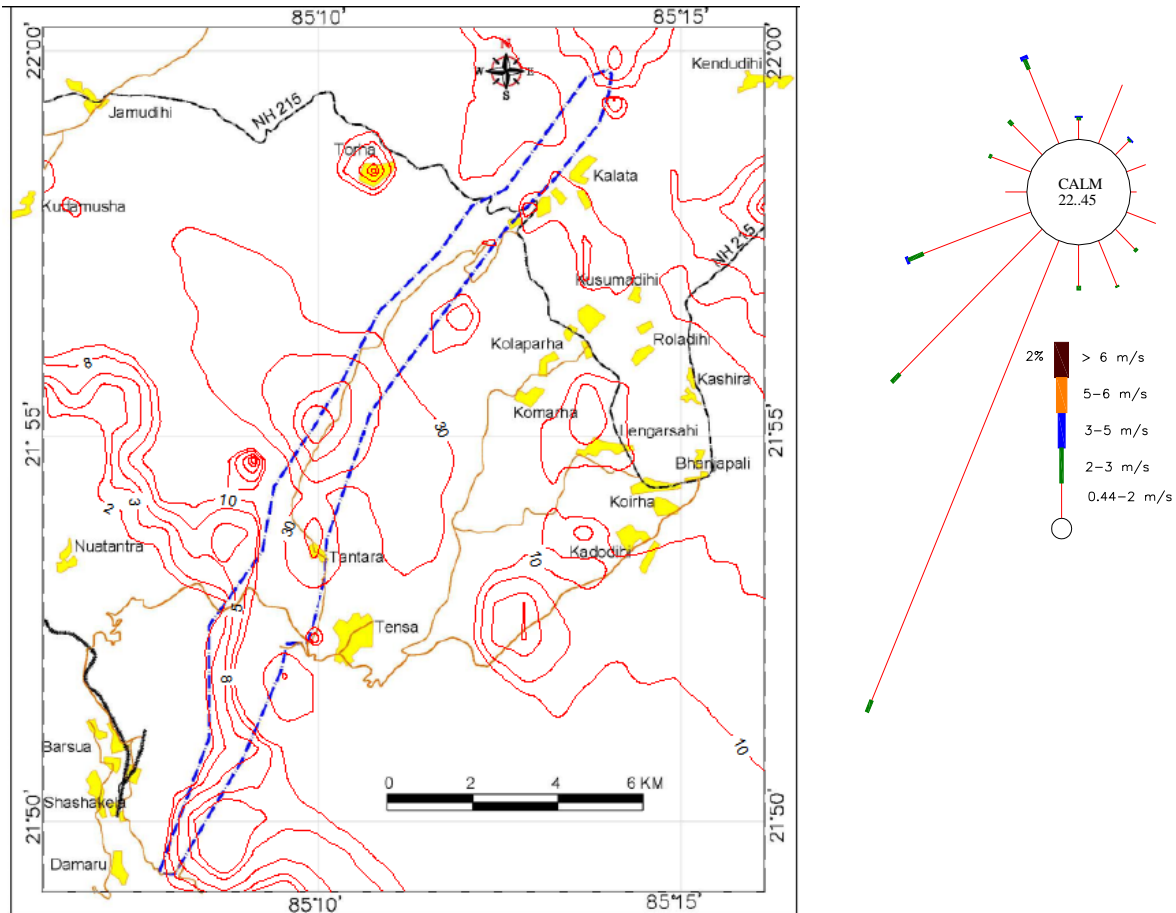 85°10' 85°15'
22°00'
Kendudihi
N
W E
S
Jamudihi
NH 215
Torha
Kalata
Kudamusha
NH 215
Kusumadihi
Kolaparha
Roladihi
8
Kashira
Komarha
30
21° 55'
21°55'
Lengarsahi
Bhanjapali
10
3
2
Koirha
30
Nuatantra
Tantara
Kadodihi
10
5
Tensa
8
10
Barsua
0 2 4 6 KM
Shashakela
21°50'
21°50'
Damaru
85°10' 85°15'
CALM
22..45
2% > 6 m/s
5-6 m/s
3-5 m/s
2-3 m/s
0.44-2 m/s